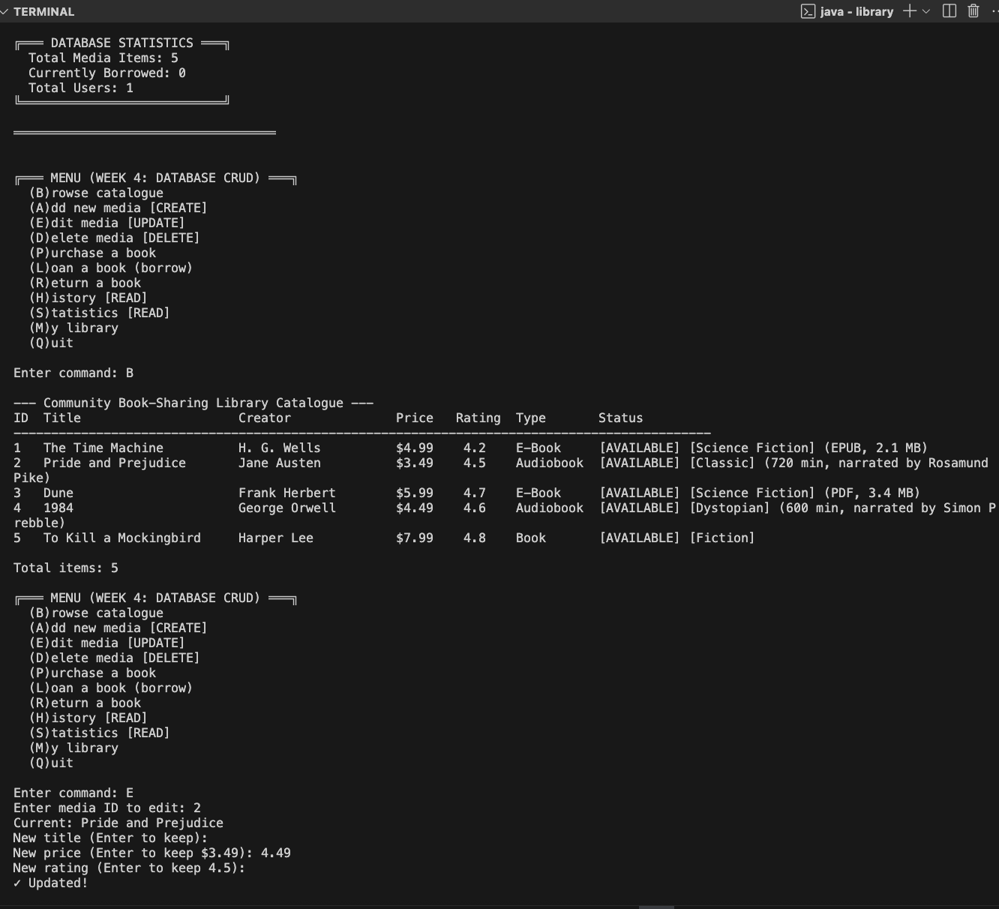 TERMINAL
java - library
╔═══ DATABASE STATISTICS ═══╗
Total Media Items: 5
Currently Borrowed: 0
Total Users: 1
╚═══════════════════════════╝
═══════════════════════════════════
╔═══ MENU (WEEK 4: DATABASE CRUD) ═══╗
(B)rowse catalogue
(A)dd new media [CREATE]
(E)dit media [UPDATE]
(D)elete media [DELETE]
(P)urchase a book
(L)oan a book (borrow)
(R)eturn a book
(H)istory [READ]
(S)tatistics [READ]
(M)y library
(Q)uit
Enter command: B
--- Community Book-Sharing Library Catalogue ---
ID Title Creator Price Rating Type Status
---------------------------------------------------------------------------------------------
1 The Time Machine H. G. Wells $4.99 4.2 E-Book [AVAILABLE] [Science Fiction] (EPUB, 2.1 MB)
2 Pride and Prejudice Jane Austen $3.49 4.5 Audiobook [AVAILABLE] [Classic] (720 min, narrated by Rosamund
Pike)
3 Dune Frank Herbert $5.99 4.7 E-Book [AVAILABLE] [Science Fiction] (PDF, 3.4 MB)
4 1984 George Orwell $4.49 4.6 Audiobook [AVAILABLE] [Dystopian] (600 min, narrated by Simon P
rebble)
5 To Kill a Mockingbird Harper Lee $7.99 4.8 Book [AVAILABLE] [Fiction]
Total items: 5
╔═══ MENU (WEEK 4: DATABASE CRUD) ═══╗
(B)rowse catalogue
(A)dd new media [CREATE]
(E)dit media [UPDATE]
(D)elete media [DELETE]
(P)urchase a book
(L)oan a book (borrow)
(R)eturn a book
(H)istory [READ]
(S)tatistics [READ]
(M)y library
(Q)uit
Enter command: E
Enter media ID to edit: 2
Current: Pride and Prejudice
New title (Enter to keep):
New price (Enter to keep $3.49): 4.49
New rating (Enter to keep 4.5):
✓ Updated!